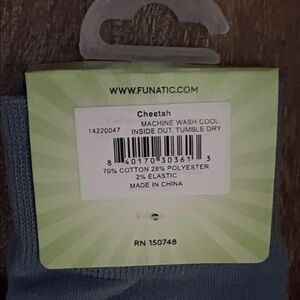 WWW.FUNATIC.COM
Cheetah
MACHINE WASH COOL,
14220047 INSIDE OUT, TUMBLE DRY
8 40170 30361 3
70% COTTON 28% POLYESTER
2% ELASTIC
MADE IN CHINA
RN 150748